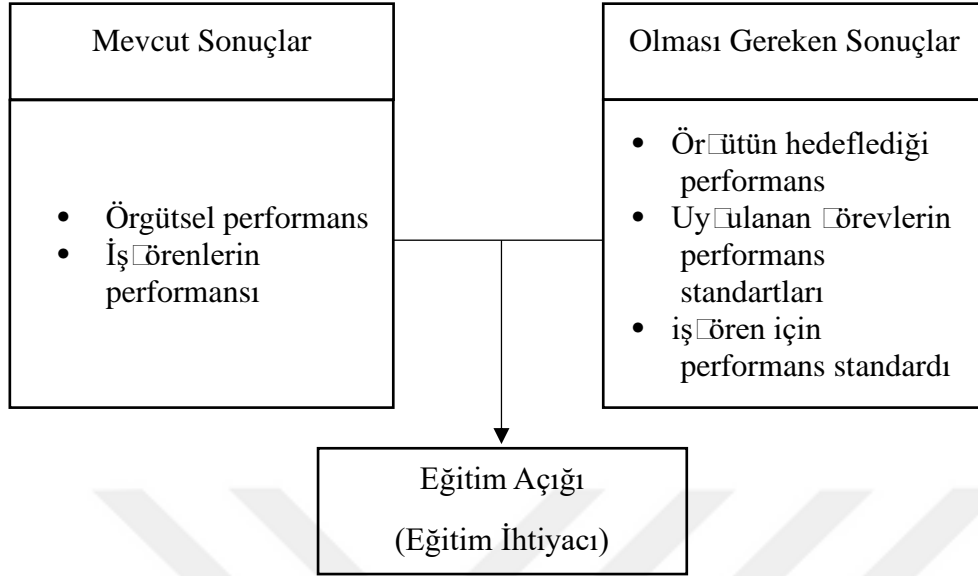 Mevcut Sonuçlar
• Örgütsel performans
• İş□örenlerin
performansı
Olması Gereken Sonuçlar
• Ör□ütün hedeflediği
performans
• Uy□ulanan □örevlerin
performans
standartları
• iş□ören için
performans standardı
Eğitim Açığı
(Eğitim İhtiyacı)